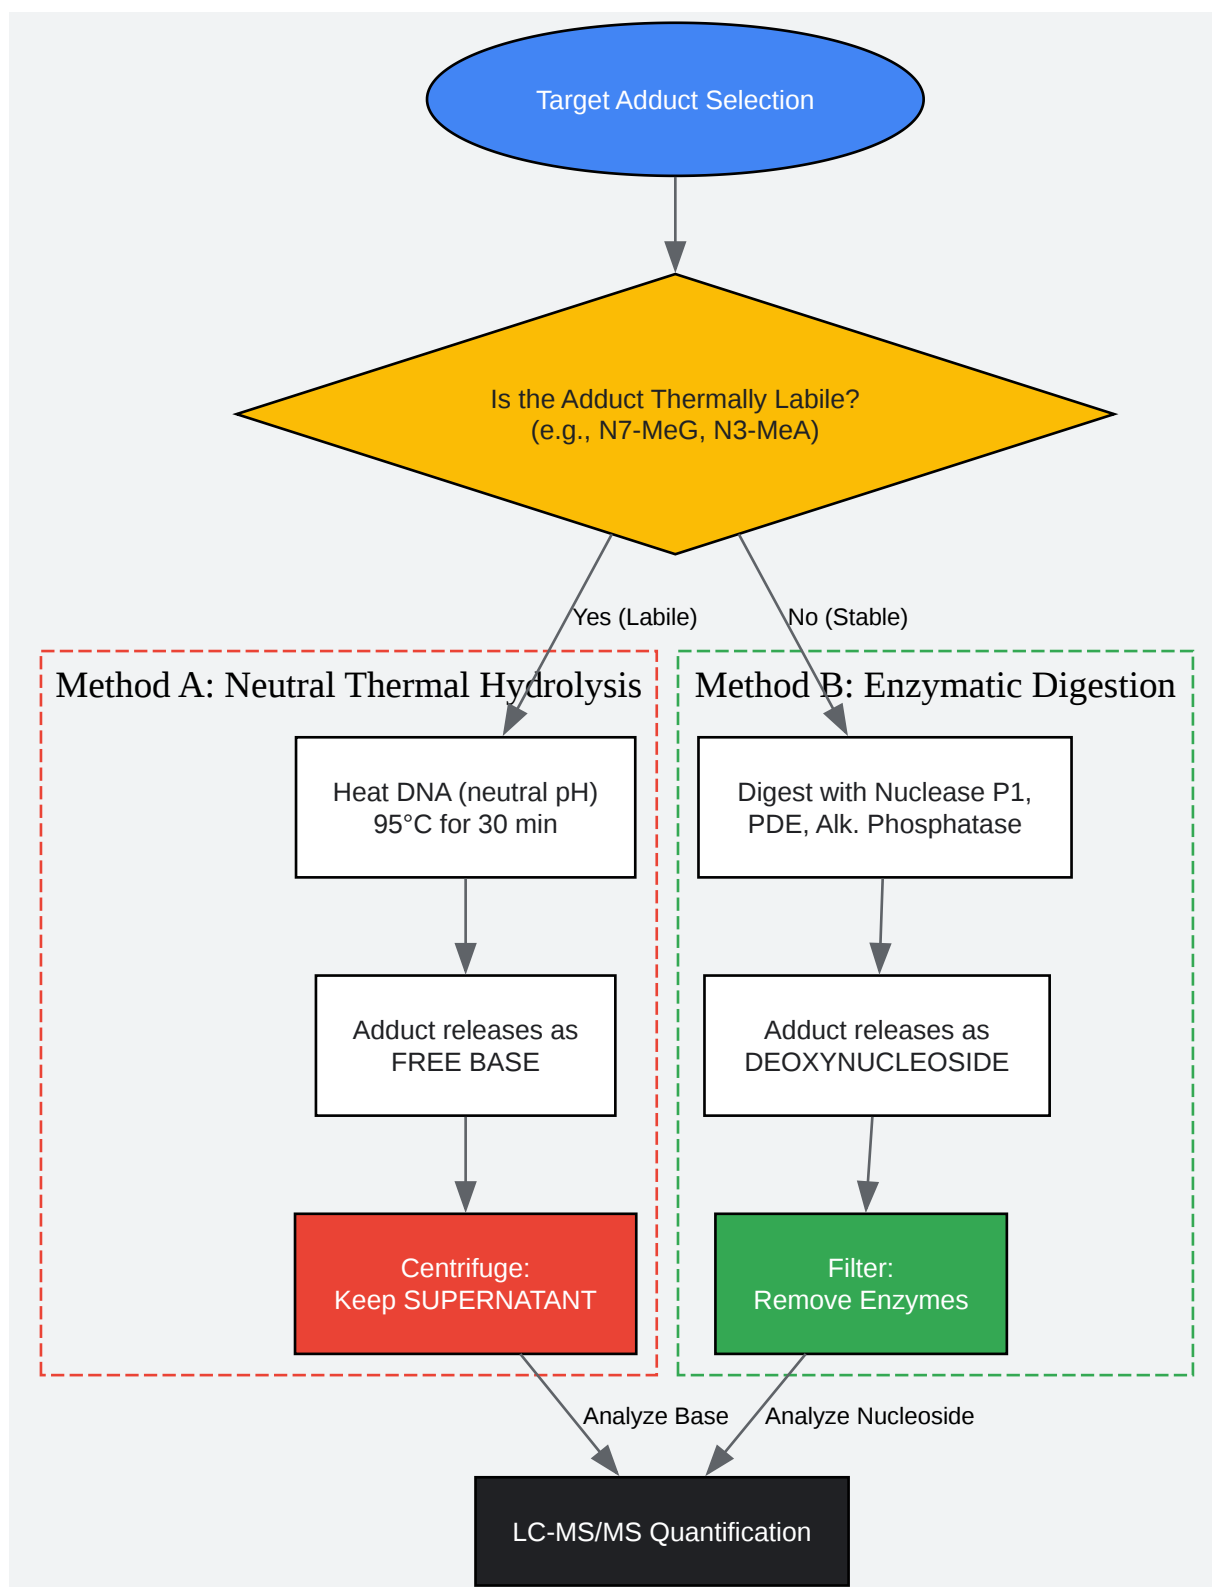 Target Adduct Selection
Is the Adduct Thermally Labile?
(e.g., N7-MeG, N3-MeA)
Yes (Labile)
No (Stable)
Method A: Neutral Thermal Hydrolysis
Heat DNA (neutral pH)
95°C for 30 min
Adduct releases as
FREE BASE
Centrifuge:
Keep SUPERNATANT
Method B: Enzymatic Digestion
Digest with Nuclease P1,
PDE, Alk. Phosphatase
Adduct releases as
DEOXYNUCLEOSIDE
Filter:
Remove Enzymes
Analyze Base
Analyze Nucleoside
LC-MS/MS Quantification